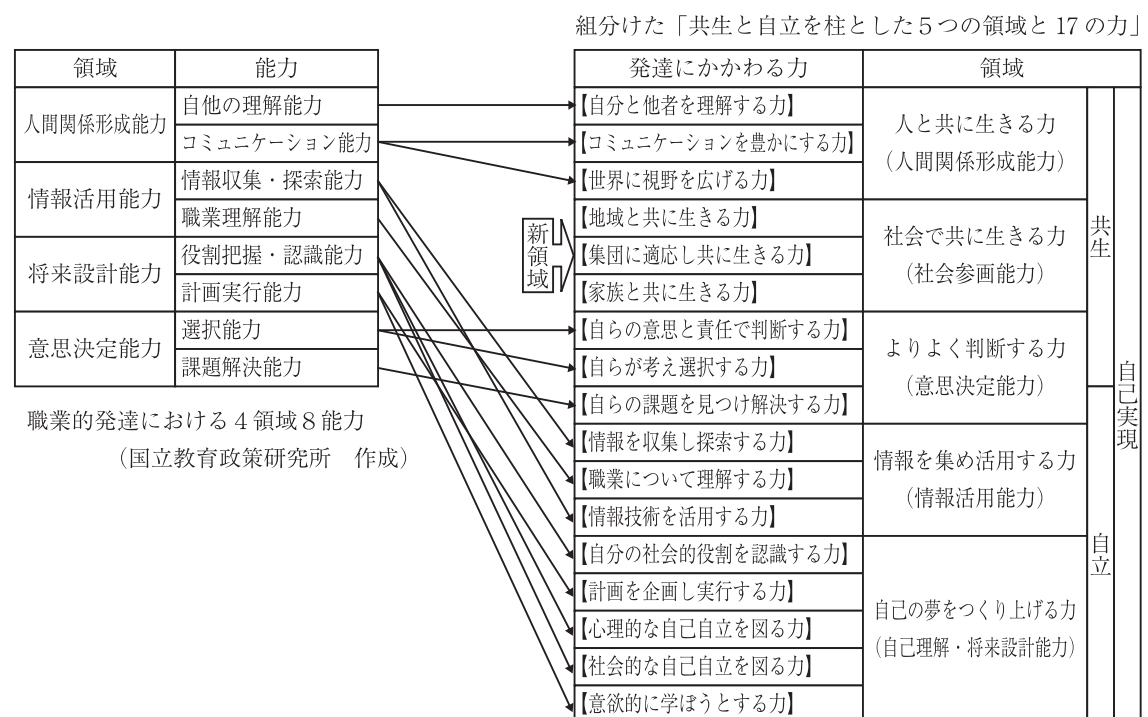 組分けた「共生と自立を柱とした５つの領域と 17 の力」
領域
能力
人間関係形成能力
自他の理解能力
コミュニケーション能力
情報活用能力
情報収集・探索能力
職業理解能力
将来設計能力
役割把握・認識能力
計画実行能力
意思決定能力
選択能力
課題解決能力
職業的発達における４領域８能力
（国立教育政策研究所　作成）
新領域
発達にかかわる力
領域
【自分と他者を理解する力】
【コミュニケーションを豊かにする力】
【世界に視野を広げる力】
人と共に生きる力
（人間関係形成能力）
【地域と共に生きる力】
【集団に適応し共に生きる力】
【家族と共に生きる力】
社会で共に生きる力
（社会参画能力）
【自らの意思と責任で判断する力】
【自らが考え選択する力】
【自らの課題を見つけ解決する力】
よりよく判断する力
（意思決定能力）
【情報を収集し探索する力】
【職業について理解する力】
【情報技術を活用する力】
情報を集め活用する力
（情報活用能力）
【自分の社会的役割を認識する力】
【計画を企画し実行する力】
【心理的な自己自立を図る力】
【社会的な自己自立を図る力】
【意欲的に学ぼうとする力】
自己の夢をつくり上げる力
（自己理解・将来設計能力）
共生
自立
自己実現